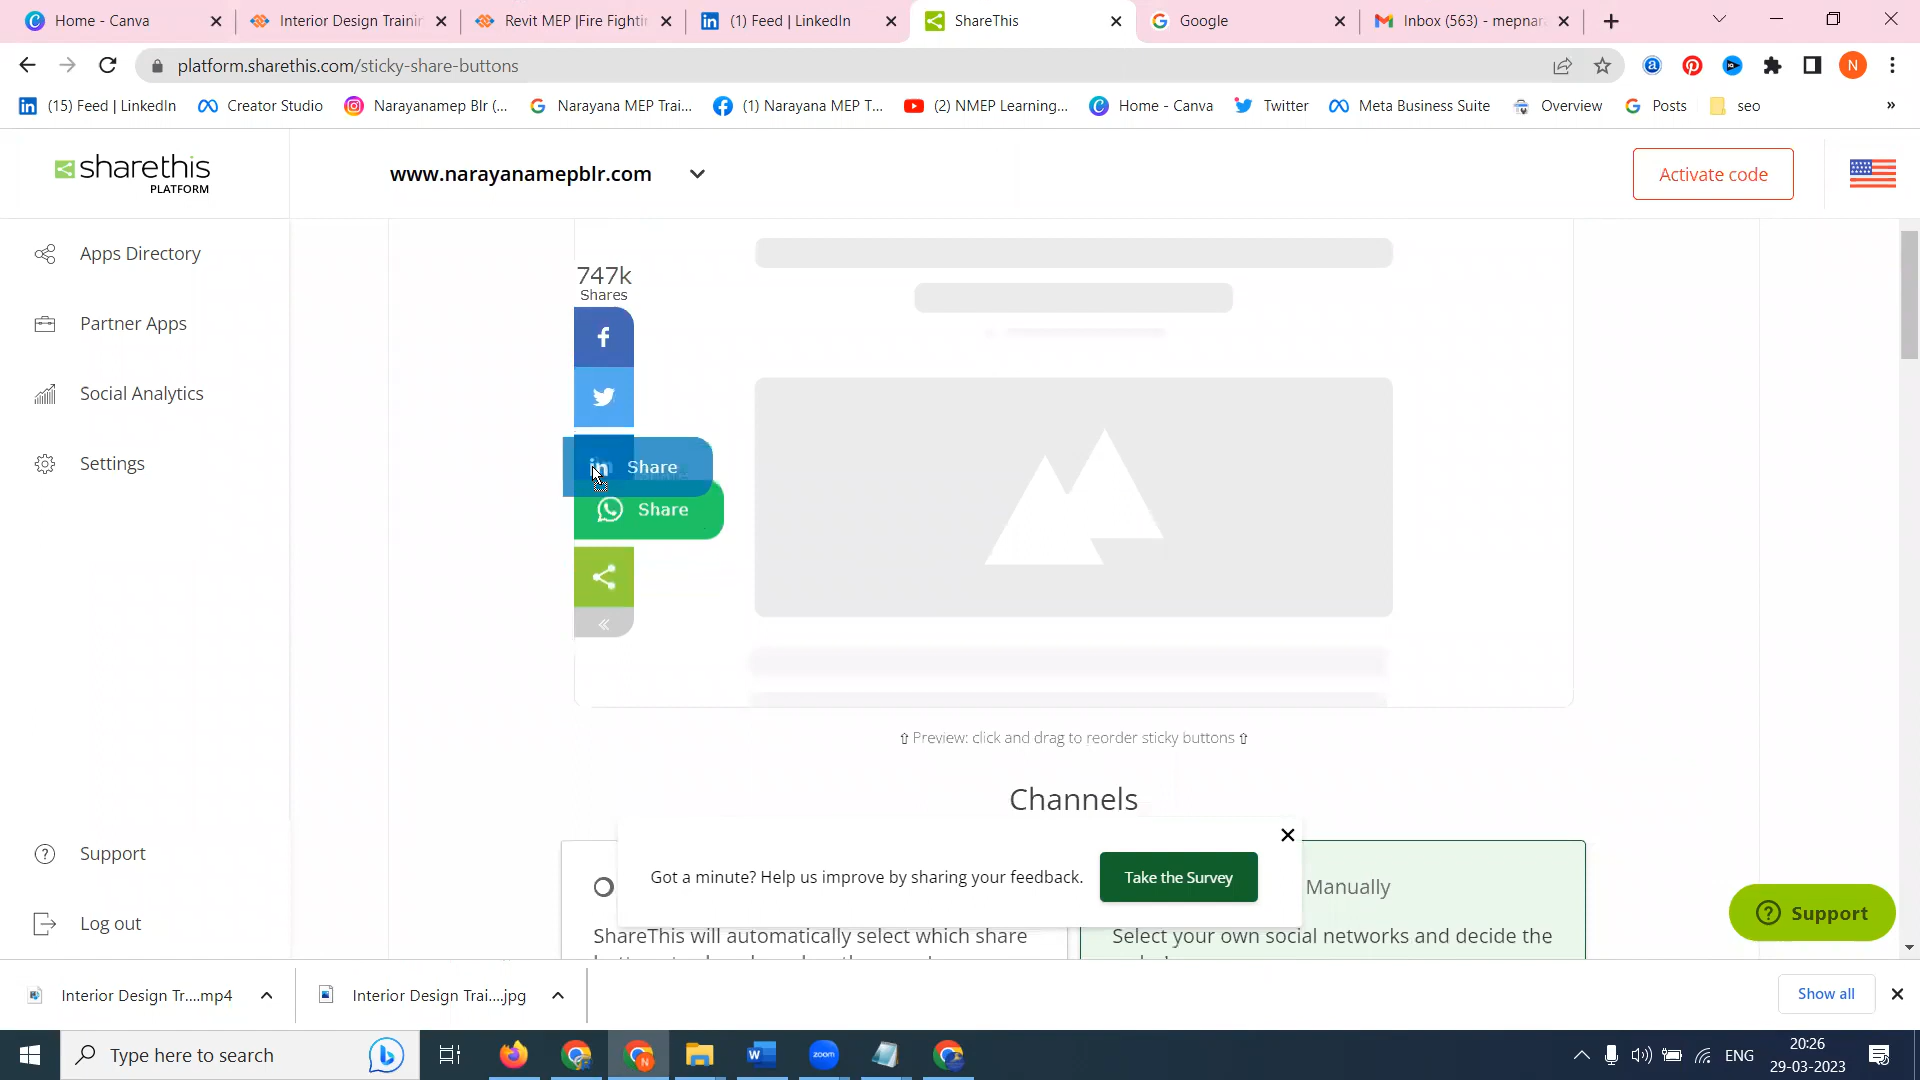 Home - Canva
Interior Design Trainin
Revit MEP |Fire Fightin
(1) Feed | LinkedIn
ShareThis
Google
Inbox (563) - mepnara
platform.sharethis.com/sticky-share-buttons
N
(15) Feed | LinkedIn
Creator Studio
Narayanamep Blr (...
Narayana MEP Trai...
(1) Narayana MEP T...
(2) NMEP Learning...
Home - Canva
Twitter
Meta Business Suite
Overview
Posts
seo
»
sharethis
PLATFORM
www.narayanamepblr.com
Activate code
Apps Directory
Partner Apps
Social Analytics
Settings
Support
Log out
747k
Shares
Share
Share
⇧ Preview: click and drag to reorder sticky buttons ⇧
Channels
Got a minute? Help us improve by sharing your feedback.
Take the Survey
Manually
ShareThis will automatically select which share
Select your own social networks and decide the
Support
Interior Design Tr....mp4
Interior Design Trai....jpg
Show all
Type here to search
zoom
ENG
20:26
29-03-2023